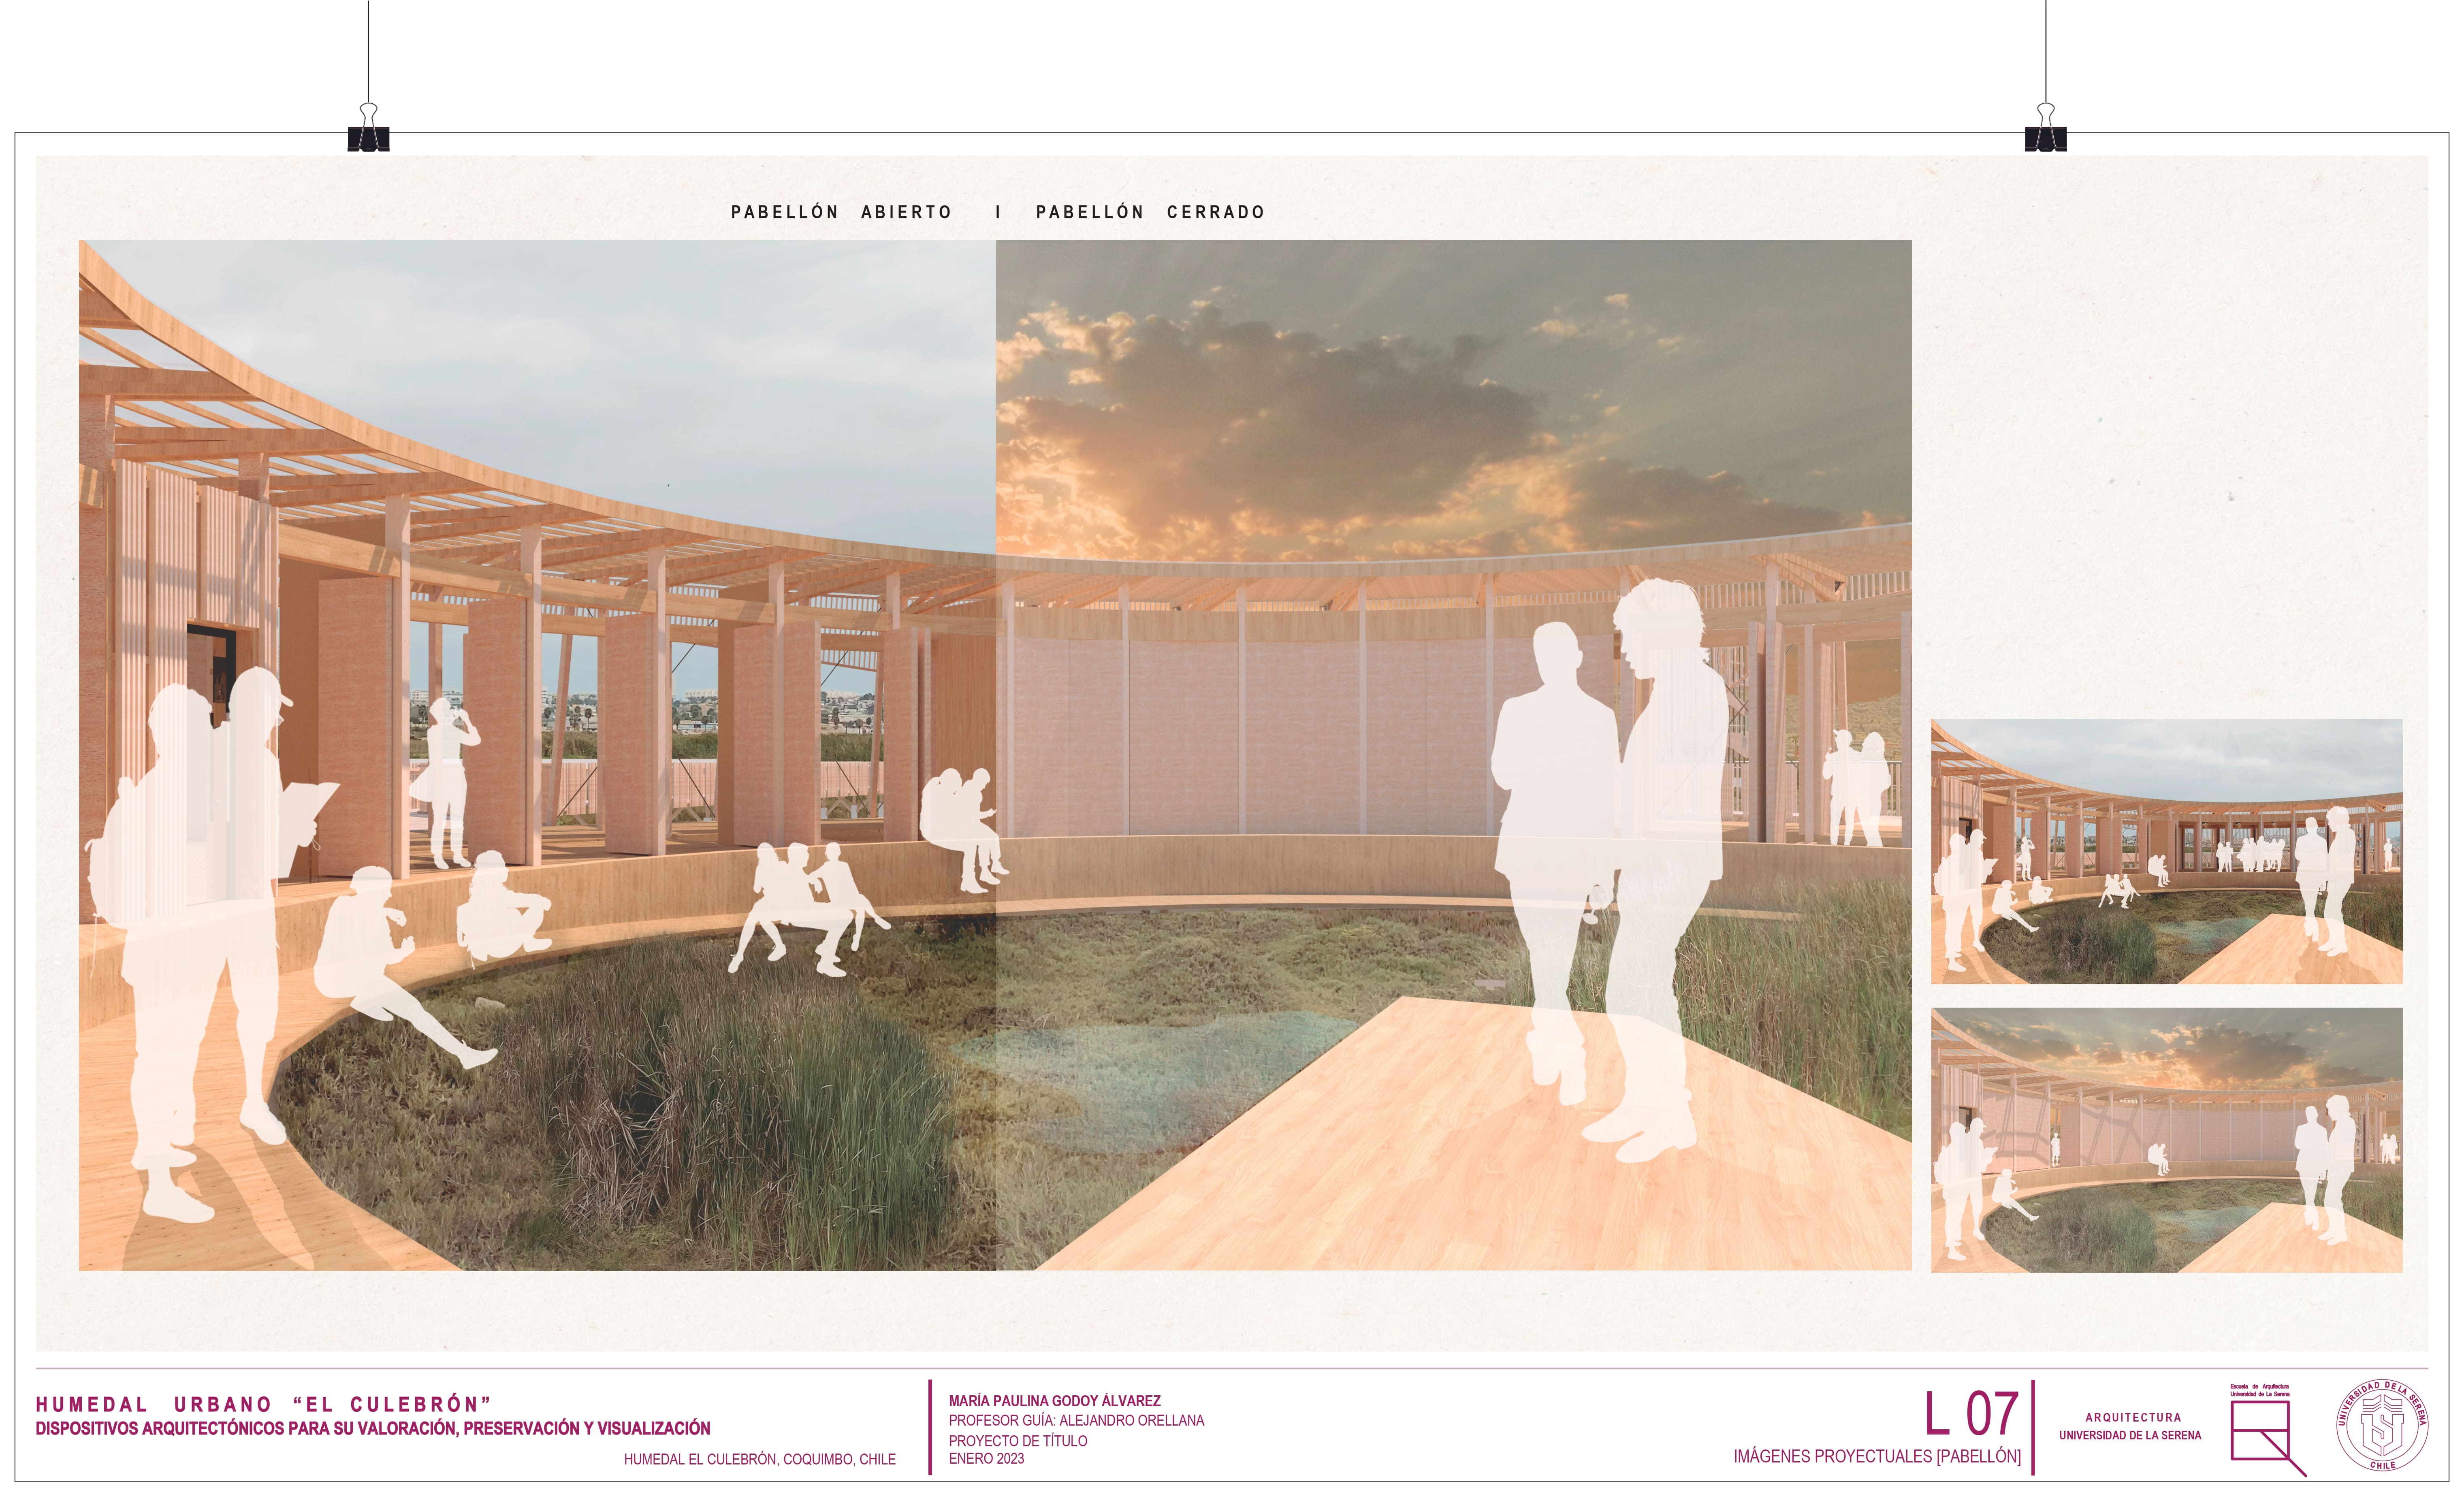 PABELLÓN ABIERTO I PABELLÓN CERRADO
HUMEDAL URBANO “EL CULEBRÓN”
DISPOSITIVOS ARQUITECTÓNICOS PARA SU VALORACIÓN, PRESERVACIÓN Y VISUALIZACIÓN
HUMEDAL EL CULEBRÓN, COQUIMBO, CHILE
MARÍA PAULINA GODOY ÁLVAREZ
PROFESOR GUÍA: ALEJANDRO ORELLANA
PROYECTO DE TÍTULO
ENERO 2023
L 07
IMÁGENES PROYECTUALES [PABELLÓN]
ARQUITECTURA
UNIVERSIDAD DE LA SERENA
Escuela de Arquitectura
Universidad de La Serena
UNIVERSIDAD DE LA SERENA
CHILE